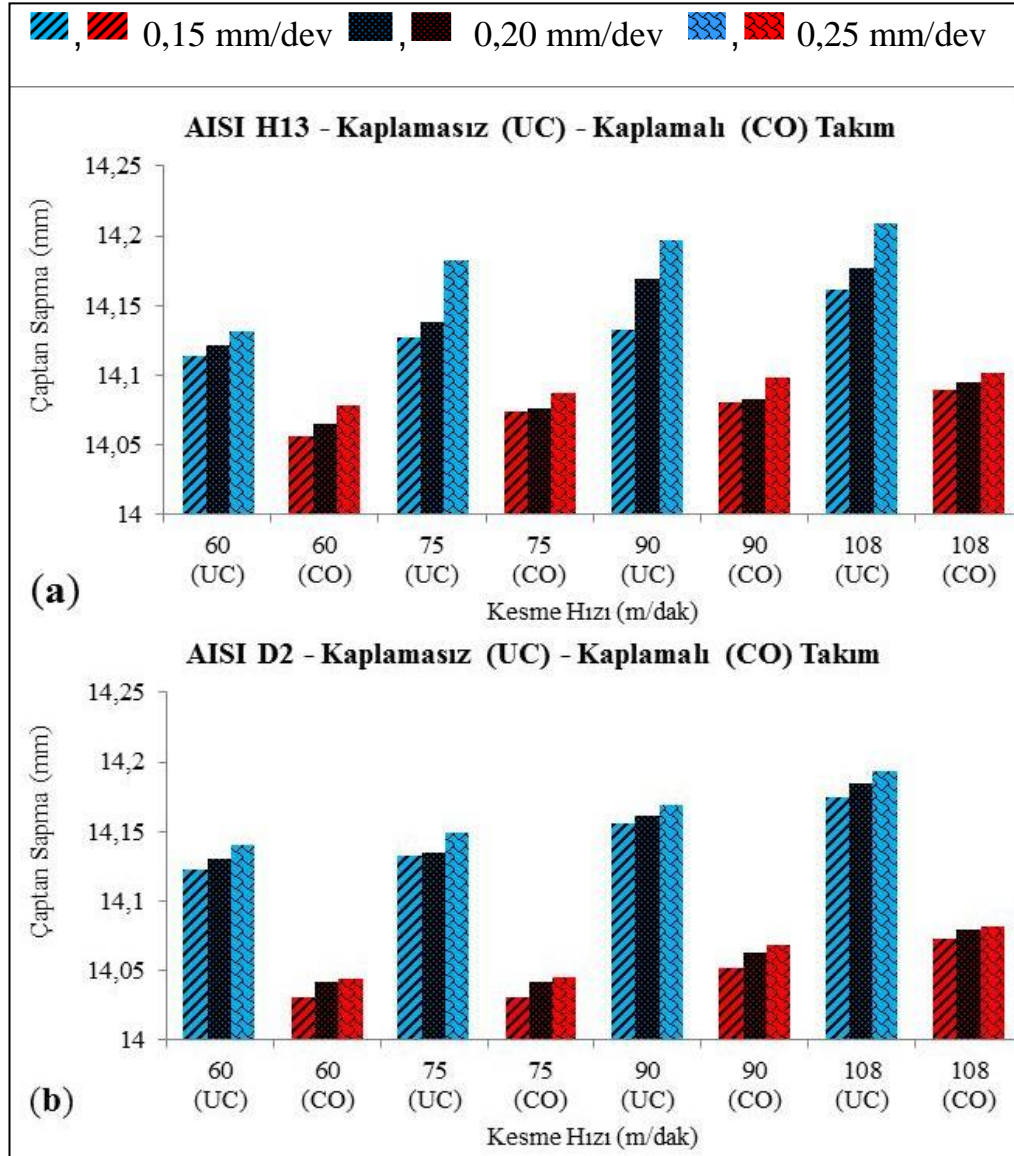 , 0,15 mm/dev , 0,20 mm/dev , 0,25 mm/dev
AISI H13 - Kaplamasız (UC) - Kaplamalı (CO) Takım
Çaptan Sapma (mm)
14,25
14,2
14,15
14,1
14,05
14
60 60 75 75 90 90 108 108
(UC) (CO) (UC) (CO) (UC) (CO) (UC) (CO)
(a)
Kesme Hızı (m/dak)
AISI D2 - Kaplamasız (UC) - Kaplamalı (CO) Takım
Çaptan Sapma (mm)
14,25
14,2
14,15
14,1
14,05
14
60 60 75 75 90 90 108 108
(UC) (CO) (UC) (CO) (UC) (CO) (UC) (CO)
(b)
Kesme Hızı (m/dak)